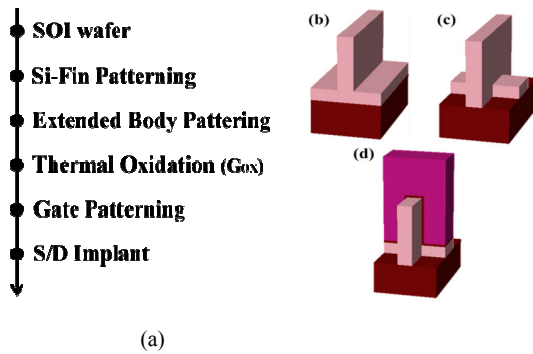 SOI wafer
Si-Fin Patterning
Extended Body Pattering
Thermal Oxidation (Gox)
Gate Patterning
S/D Implant
(a)
(b)
(c)
(d)